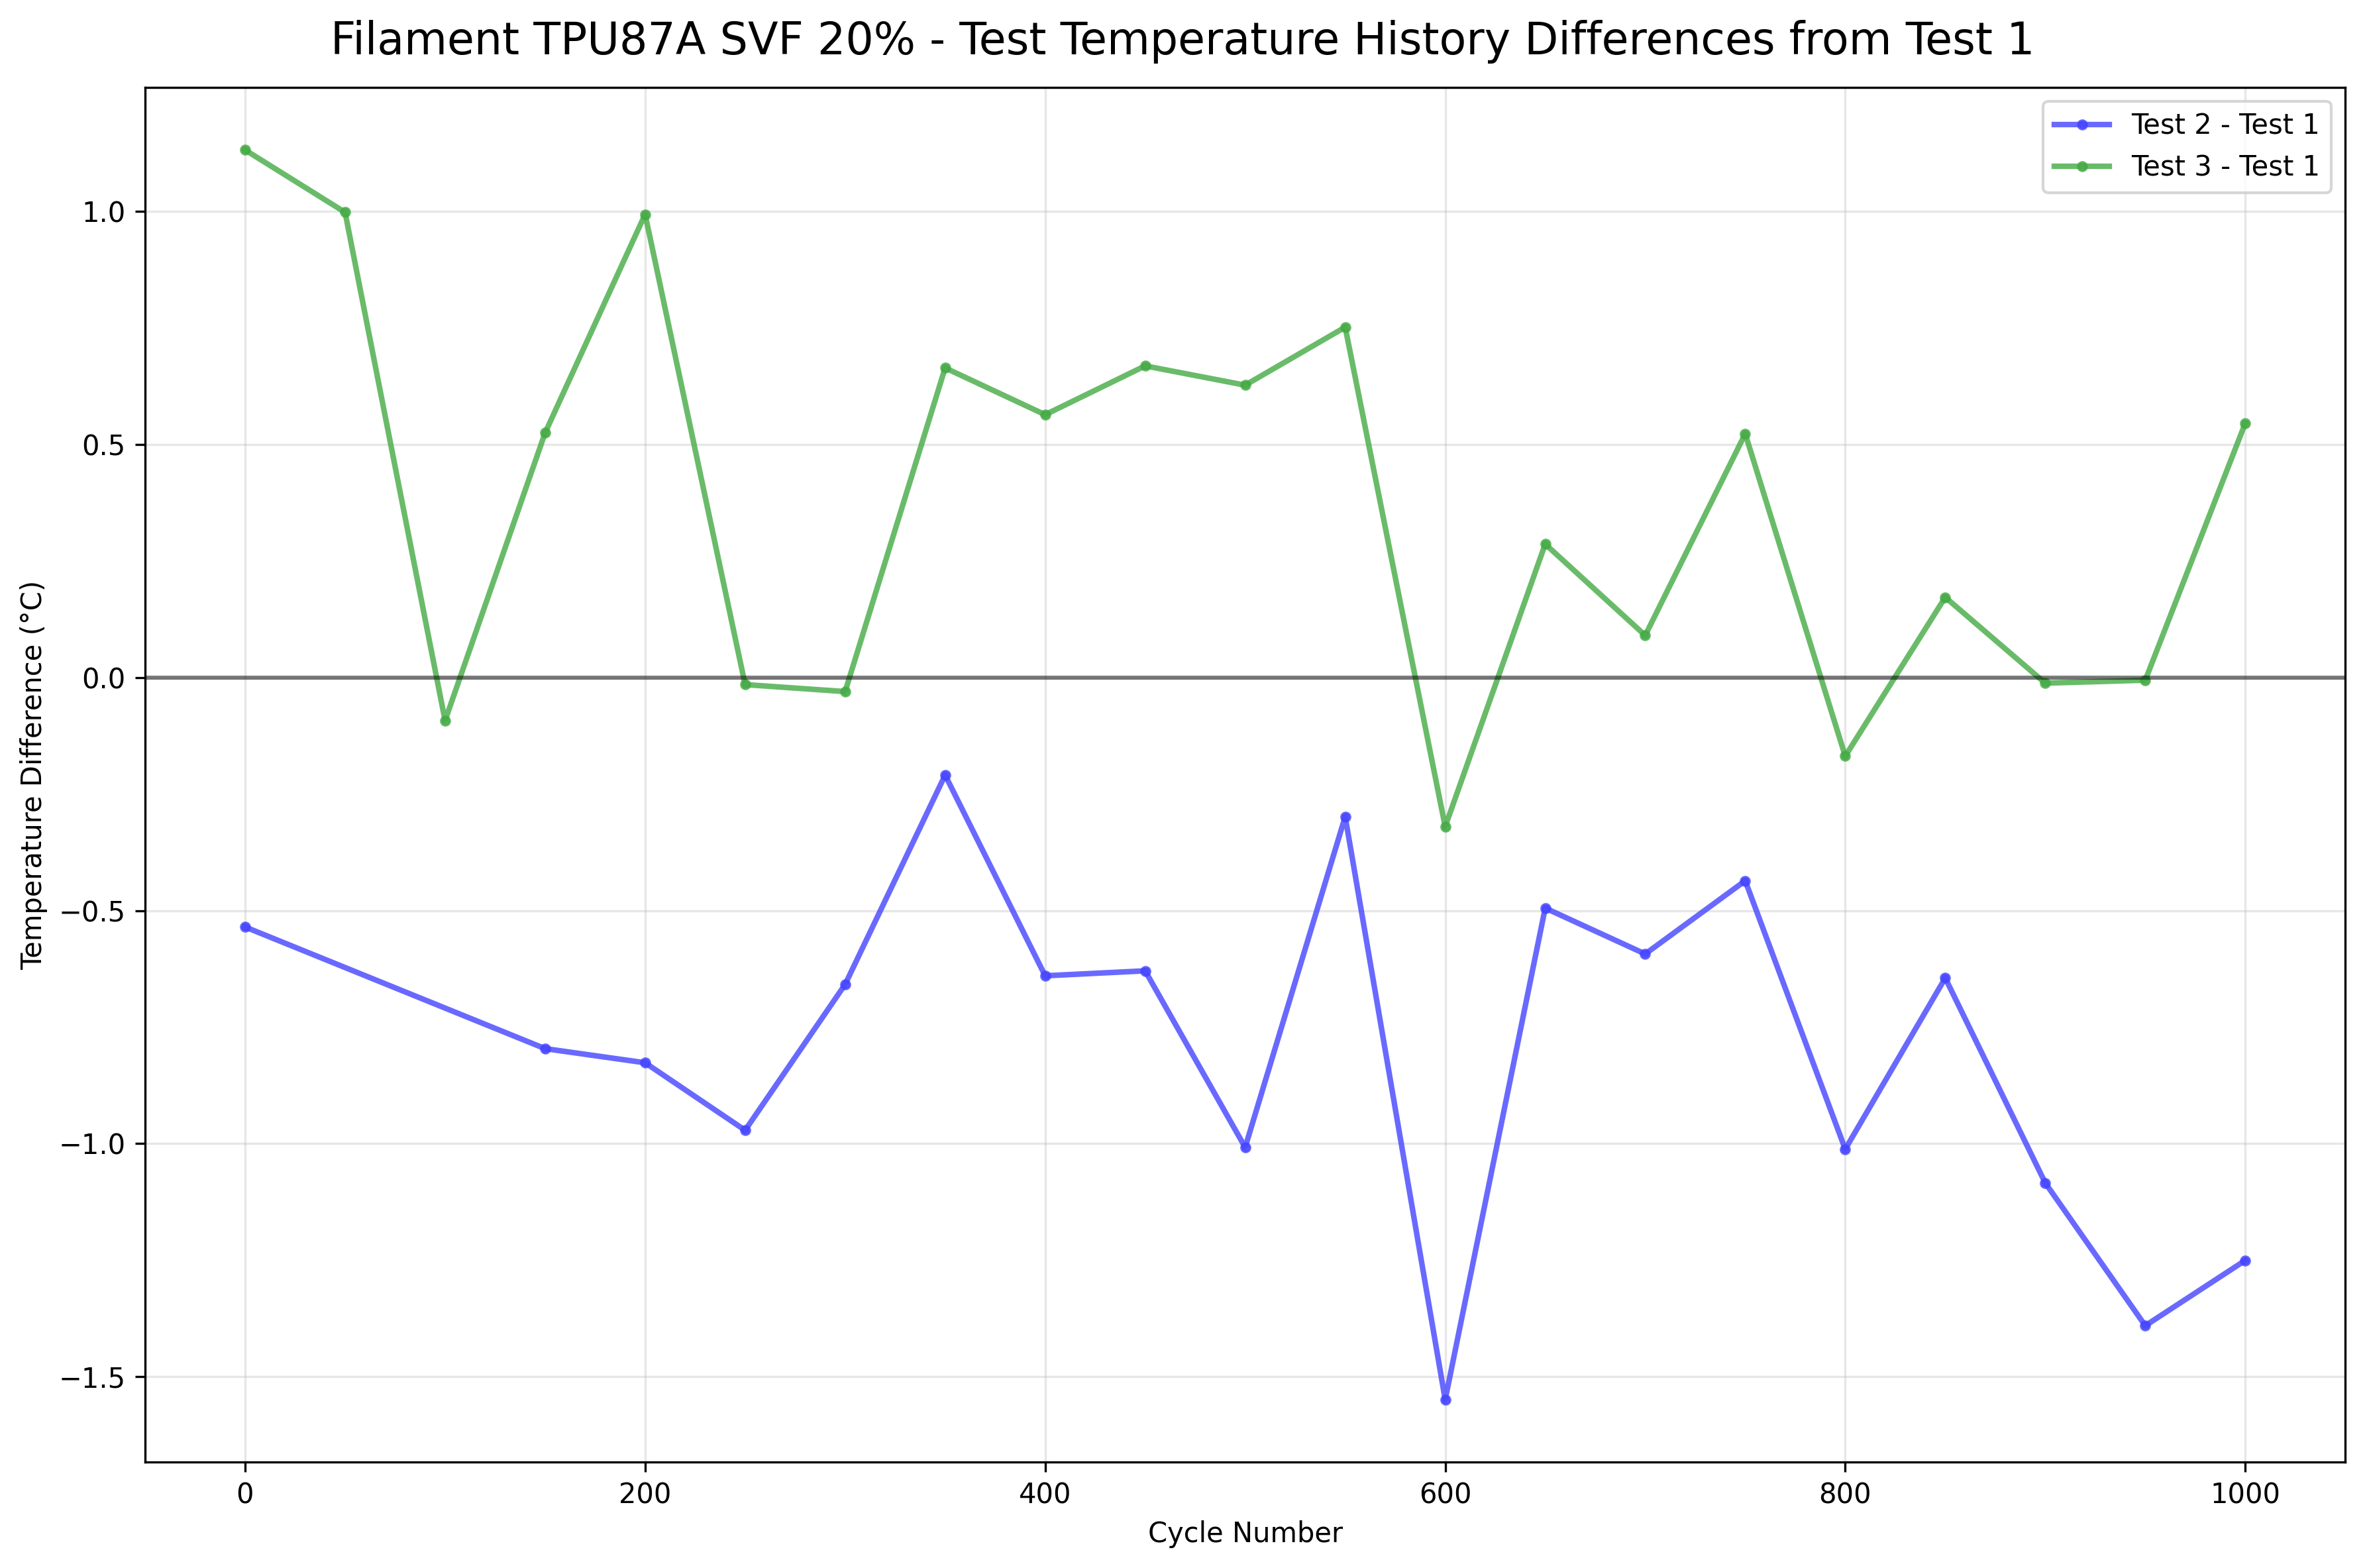 Filament TPU87A SVF 20% - Test Temperature History Differences from Test 1
Test 2 - Test 1
Test 3 - Test 1
Temperature Difference (°C)
1.0
0.5
0.0
−0.5
−1.0
−1.5
0 200 400 600 800 1000
Cycle Number